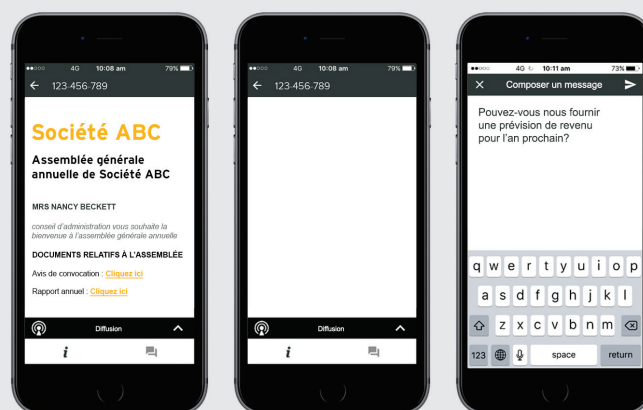 4G 10:08 am 79%
123-456-789
Société ABC
Assemblée générale
annuelle de Société ABC
MRS NANCY BECKETT
conseil d'administration vous souhaite la
bienvenue à l'assemblée générale annuelle
DOCUMENTS RELATIFS À L'ASSEMBLÉE
Avis de convocation : Cliquez ici
Rapport annuel : Cliquez ici
Diffusion
i
4G 10:08 am 79%
123-456-789
Diffusion
i
4G 10:11 am 73%
Composer un message
Pouvez-vous nous fournir
une prévision de revenu
pour l'an prochain?
q w e r t y u i o p
a s d f g h j k l
z x c v b n m
123 space return